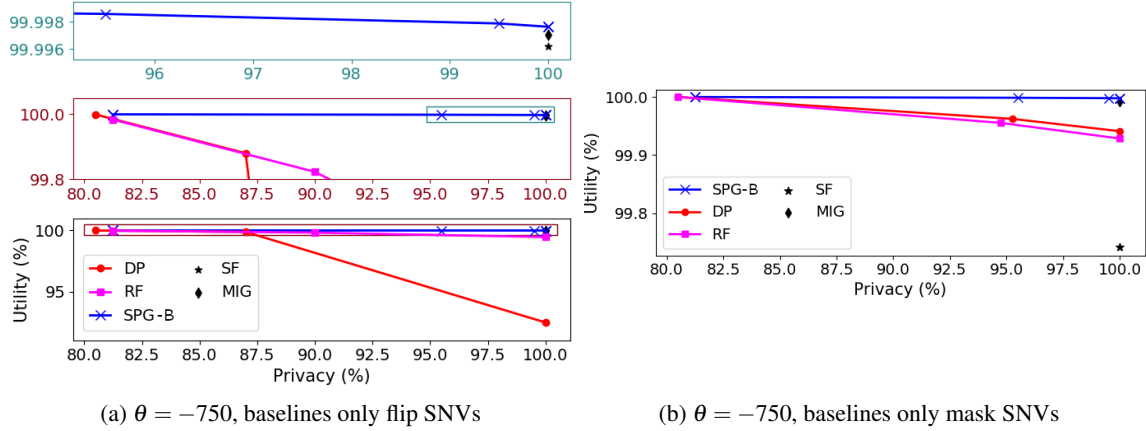 99.998
99.996
96 97 98 99 100
100.0
99.8
80.0 82.5 85.0 87.5 90.0 92.5 95.0 97.5 100.0
Utility (%)
100
95
DP
RF
SPG-B
SF
MIG
80.0 82.5 85.0 87.5 90.0 92.5 95.0 97.5 100.0
Privacy (%)
(a) θ = −750, baselines only flip SNVs
Utility (%)
100.0
99.9
99.8
SPG-B
DP
RF
SF
MIG
80.0 82.5 85.0 87.5 90.0 92.5 95.0 97.5 100.0
Privacy (%)
(b) θ = −750, baselines only mask SNVs